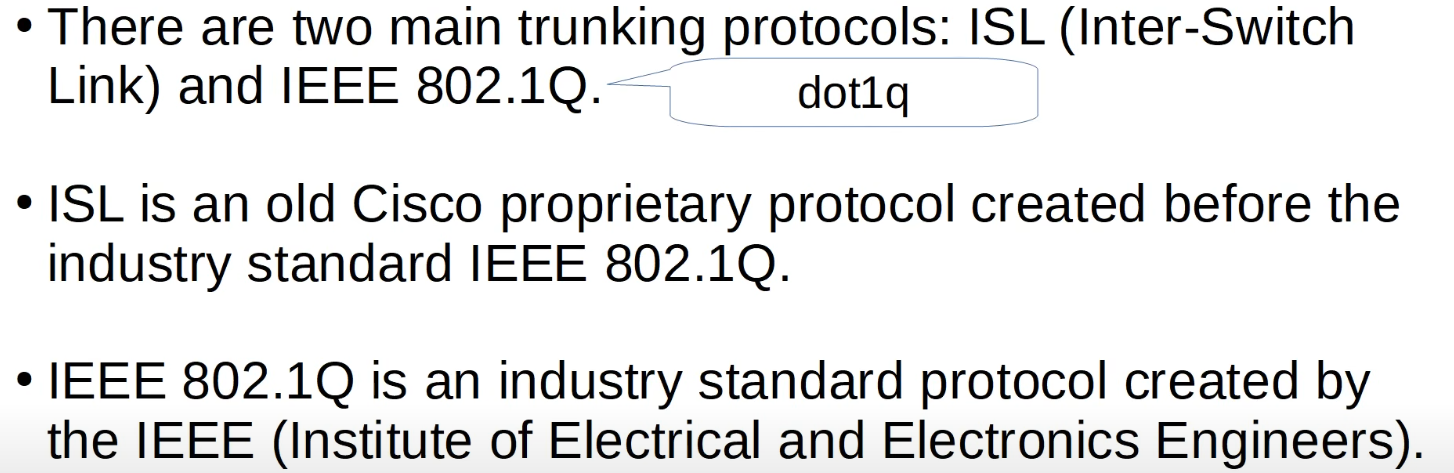 • There are two main trunking protocols: ISL (Inter-Switch
Link) and IEEE 802.1Q.
dot1q
• ISL is an old Cisco proprietary protocol created before the
industry standard IEEE 802.1Q.
• IEEE 802.1Q is an industry standard protocol created by
the IEEE (Institute of Electrical and Electronics Engineers).